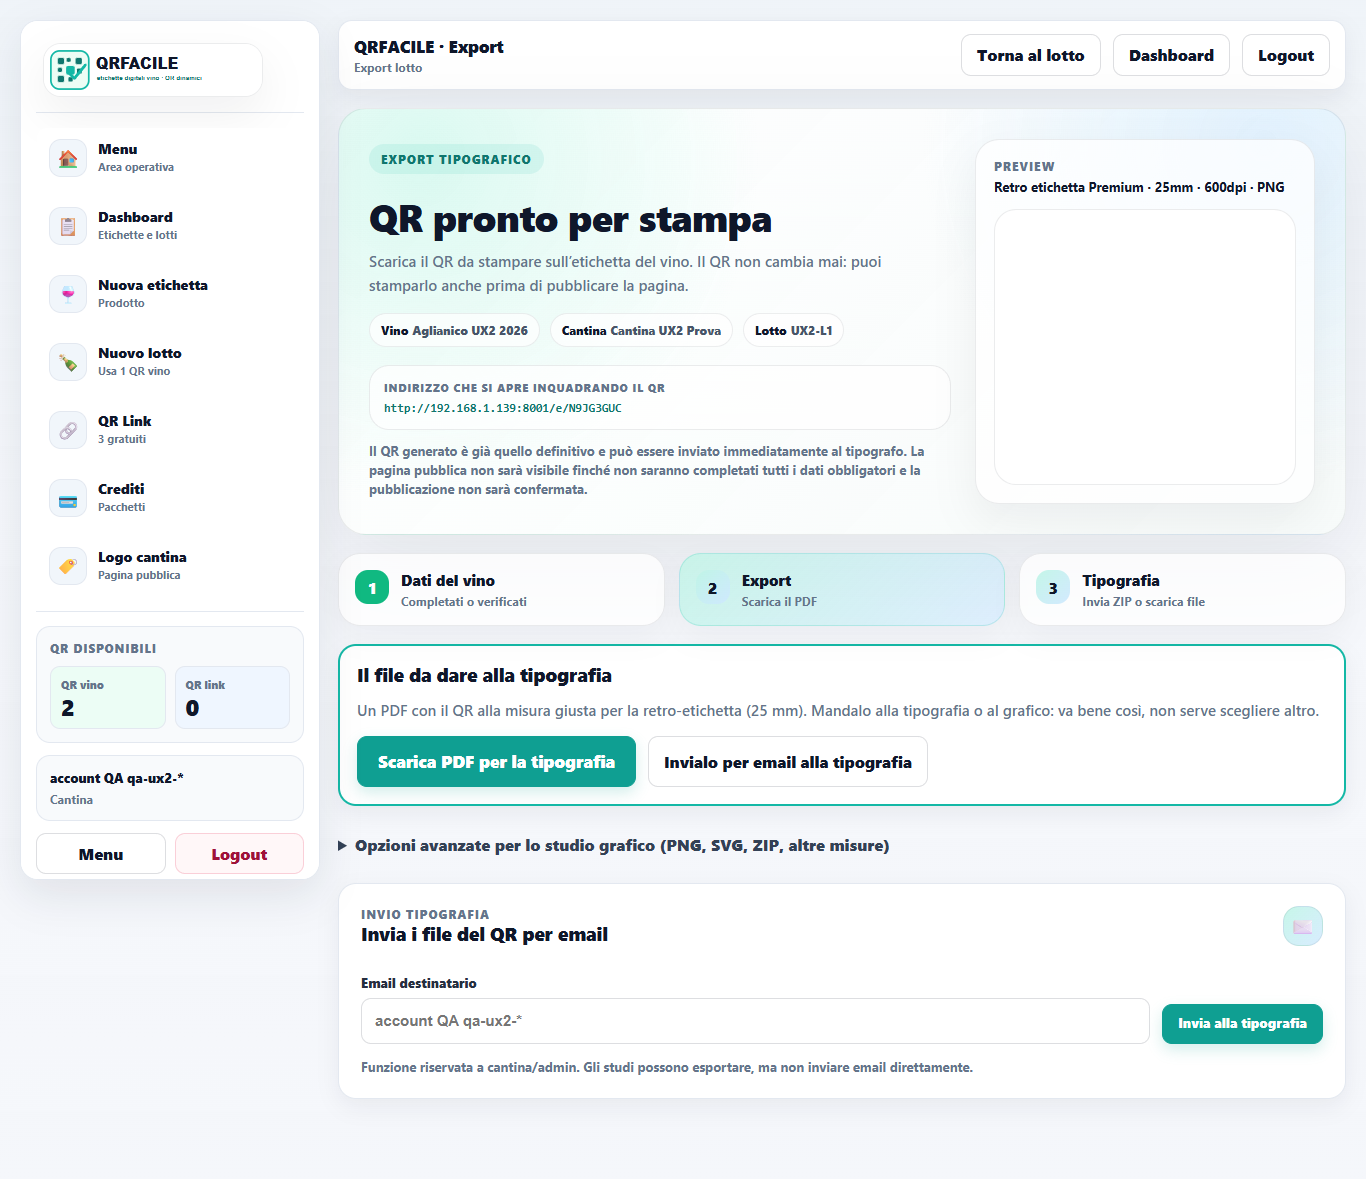 QRFACILE
etichette digitali vino · QR dinamici
Menu
Area operativa
Dashboard
Etichette e lotti
Nuova etichetta
Prodotto
Nuovo lotto
Usa 1 QR vino
QR Link
3 gratuiti
Crediti
Pacchetti
Logo cantina
Pagina pubblica
QR DISPONIBILI
QR vino
2
QR link
0
account QA qa-ux2-*
Cantina
Menu
Logout
QRFACILE · Export
Export lotto
Torna al lotto
Dashboard
Logout
EXPORT TIPOGRAFICO
QR pronto per stampa
Scarica il QR da stampare sull’etichetta del vino. Il QR non cambia mai: puoi
stamparlo anche prima di pubblicare la pagina.
Vino Aglianico UX2 2026
Cantina Cantina UX2 Prova
Lotto UX2-L1
INDIRIZZO CHE SI APRE INQUADRANDO IL QR
http://192.168.1.139:8001/e/N9JG3GUC
Il QR generato è già quello definitivo e può essere inviato immediatamente al tipografo. La
pagina pubblica non sarà visibile finché non saranno completati tutti i dati obbligatori e la
pubblicazione non sarà confermata.
PREVIEW
Retro etichetta Premium · 25mm · 600dpi · PNG
1
Dati del vino
Completati o verificati
2
Export
Scarica il PDF
3
Tipografia
Invia ZIP o scarica file
Il file da dare alla tipografia
Un PDF con il QR alla misura giusta per la retro-etichetta (25 mm). Mandalo alla tipografia o al grafico: va bene così, non serve scegliere altro.
Scarica PDF per la tipografia
Invialo per email alla tipografia
Opzioni avanzate per lo studio grafico (PNG, SVG, ZIP, altre misure)
INVIO TIPOGRAFIA
Invia i file del QR per email
Email destinatario
account QA qa-ux2-*
Invia alla tipografia
Funzione riservata a cantina/admin. Gli studi possono esportare, ma non inviare email direttamente.